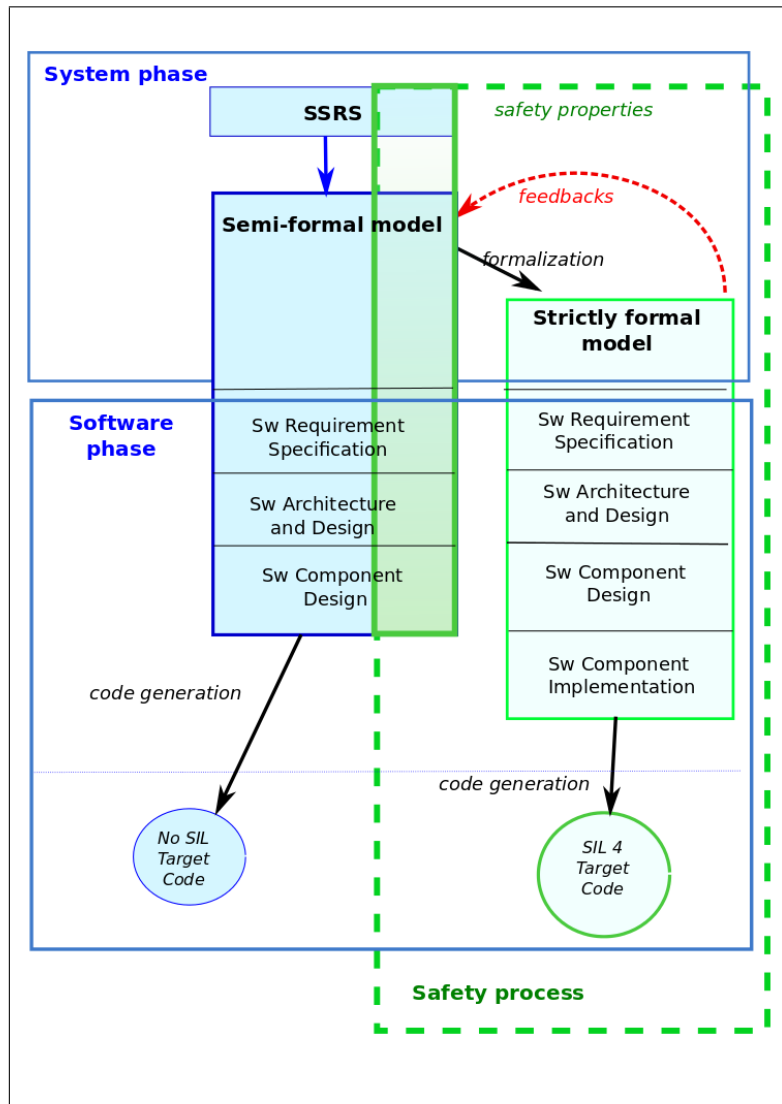 System phase
SSRS
safety properties
feedbacks
Semi-formal model
formalization
Strictly formal
model
Software
phase
Sw Requirement
Specification
Sw Architecture
and Design
Sw Component
Design
Sw Requirement
Specification
Sw Architecture
and Design
Sw Component
Design
Sw Component
Implementation
code generation
code generation
No SIL
Target
Code
SIL 4
Target
Code
Safety process